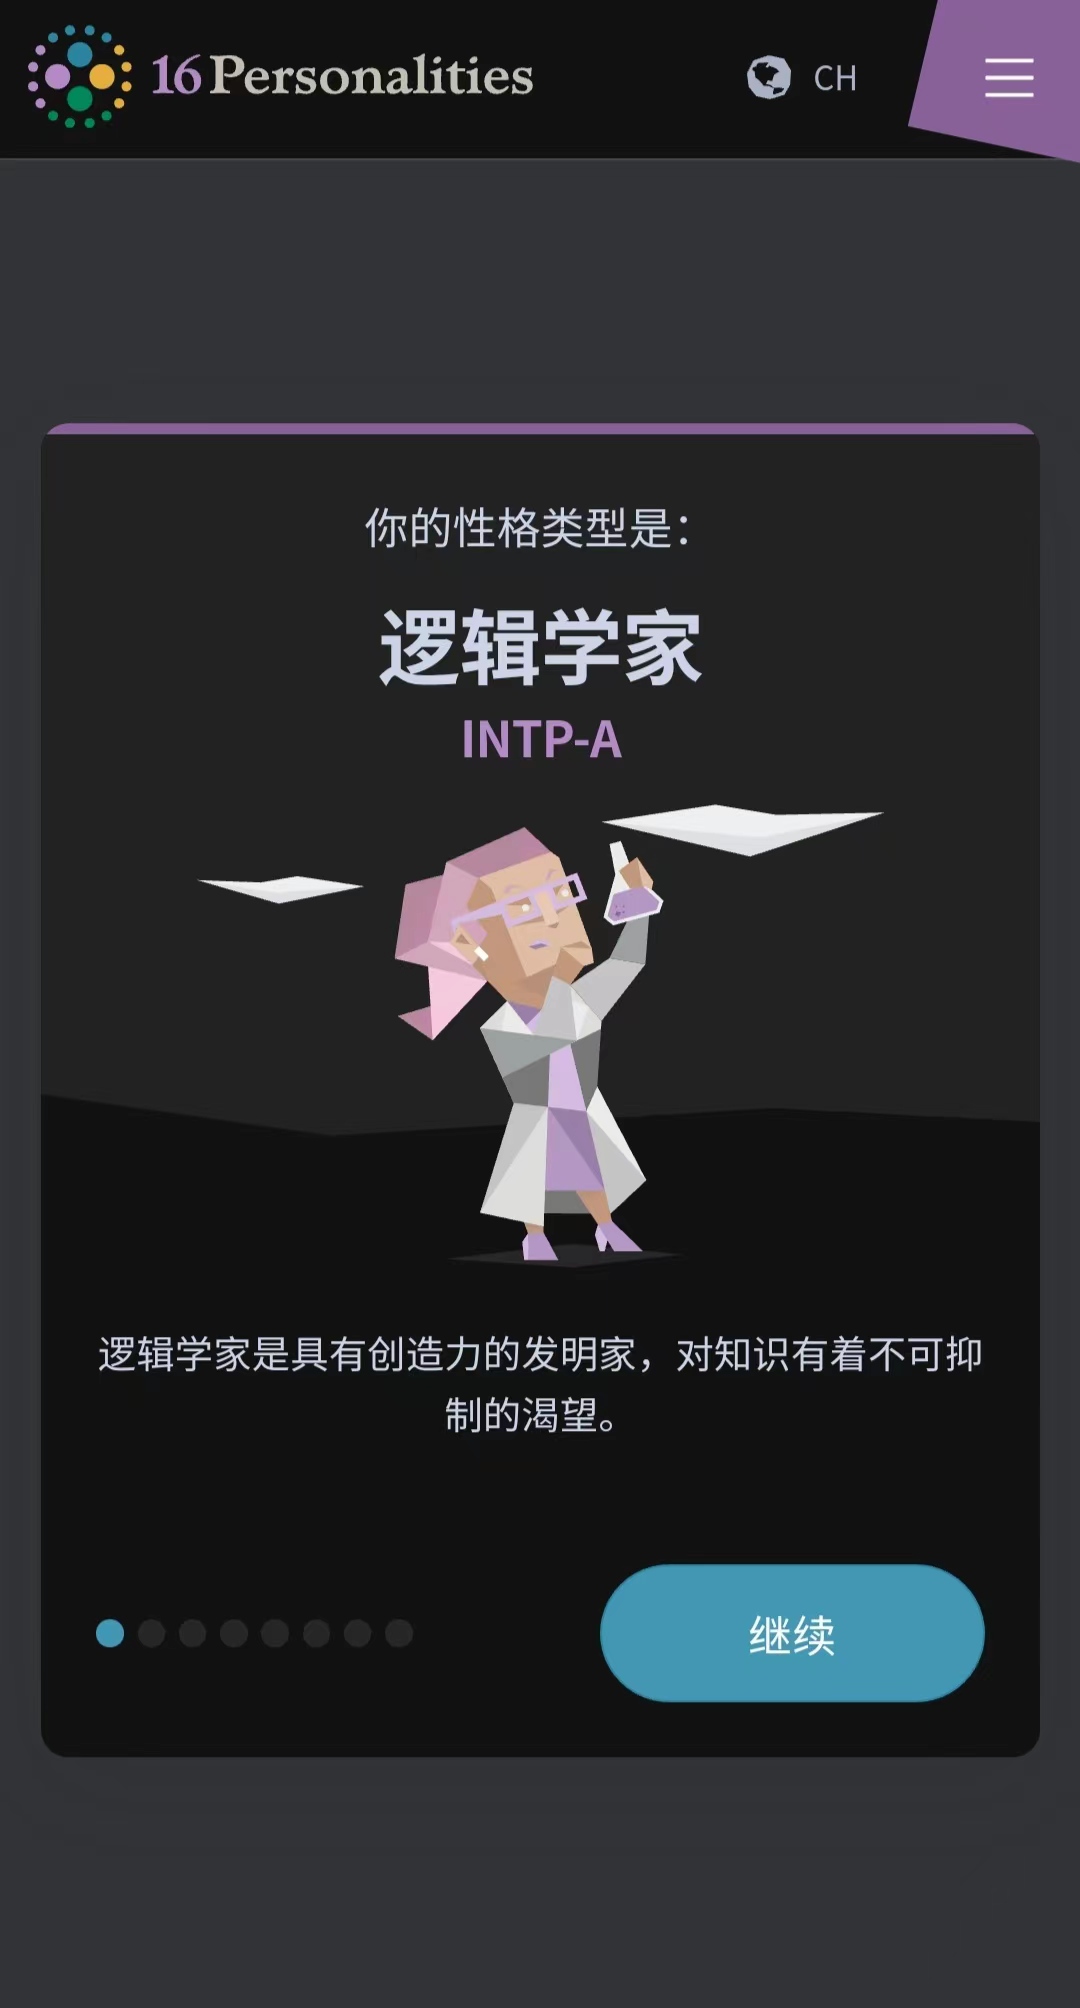 16Personalities
CH
你的性格类型是：
逻辑学家
INTP-A
逻辑学家是具有创造力的发明家，对知识有着不可抑
制的渴望。
继续